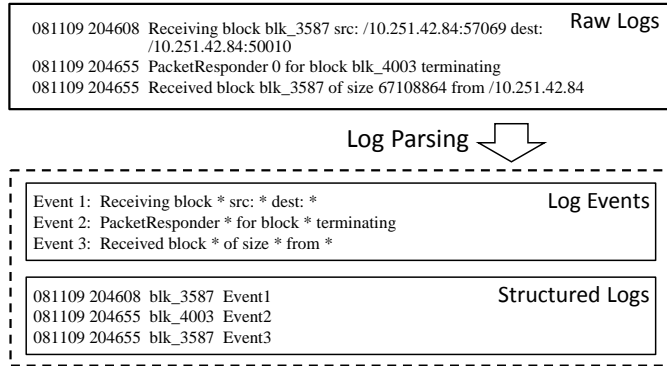 Raw Logs
081109 204608 Receiving block blk_3587 src: /10.251.42.84:57069 dest:
/10.251.42.84:50010
081109 204655 PacketResponder 0 for block blk_4003 terminating
081109 204655 Received block blk_3587 of size 67108864 from /10.251.42.84
Log Parsing
Log Events
Event 1: Receiving block * src: * dest: *
Event 2: PacketResponder * for block * terminating
Event 3: Received block * of size * from *
Structured Logs
081109 204608 blk_3587 Event1
081109 204655 blk_4003 Event2
081109 204655 blk_3587 Event3